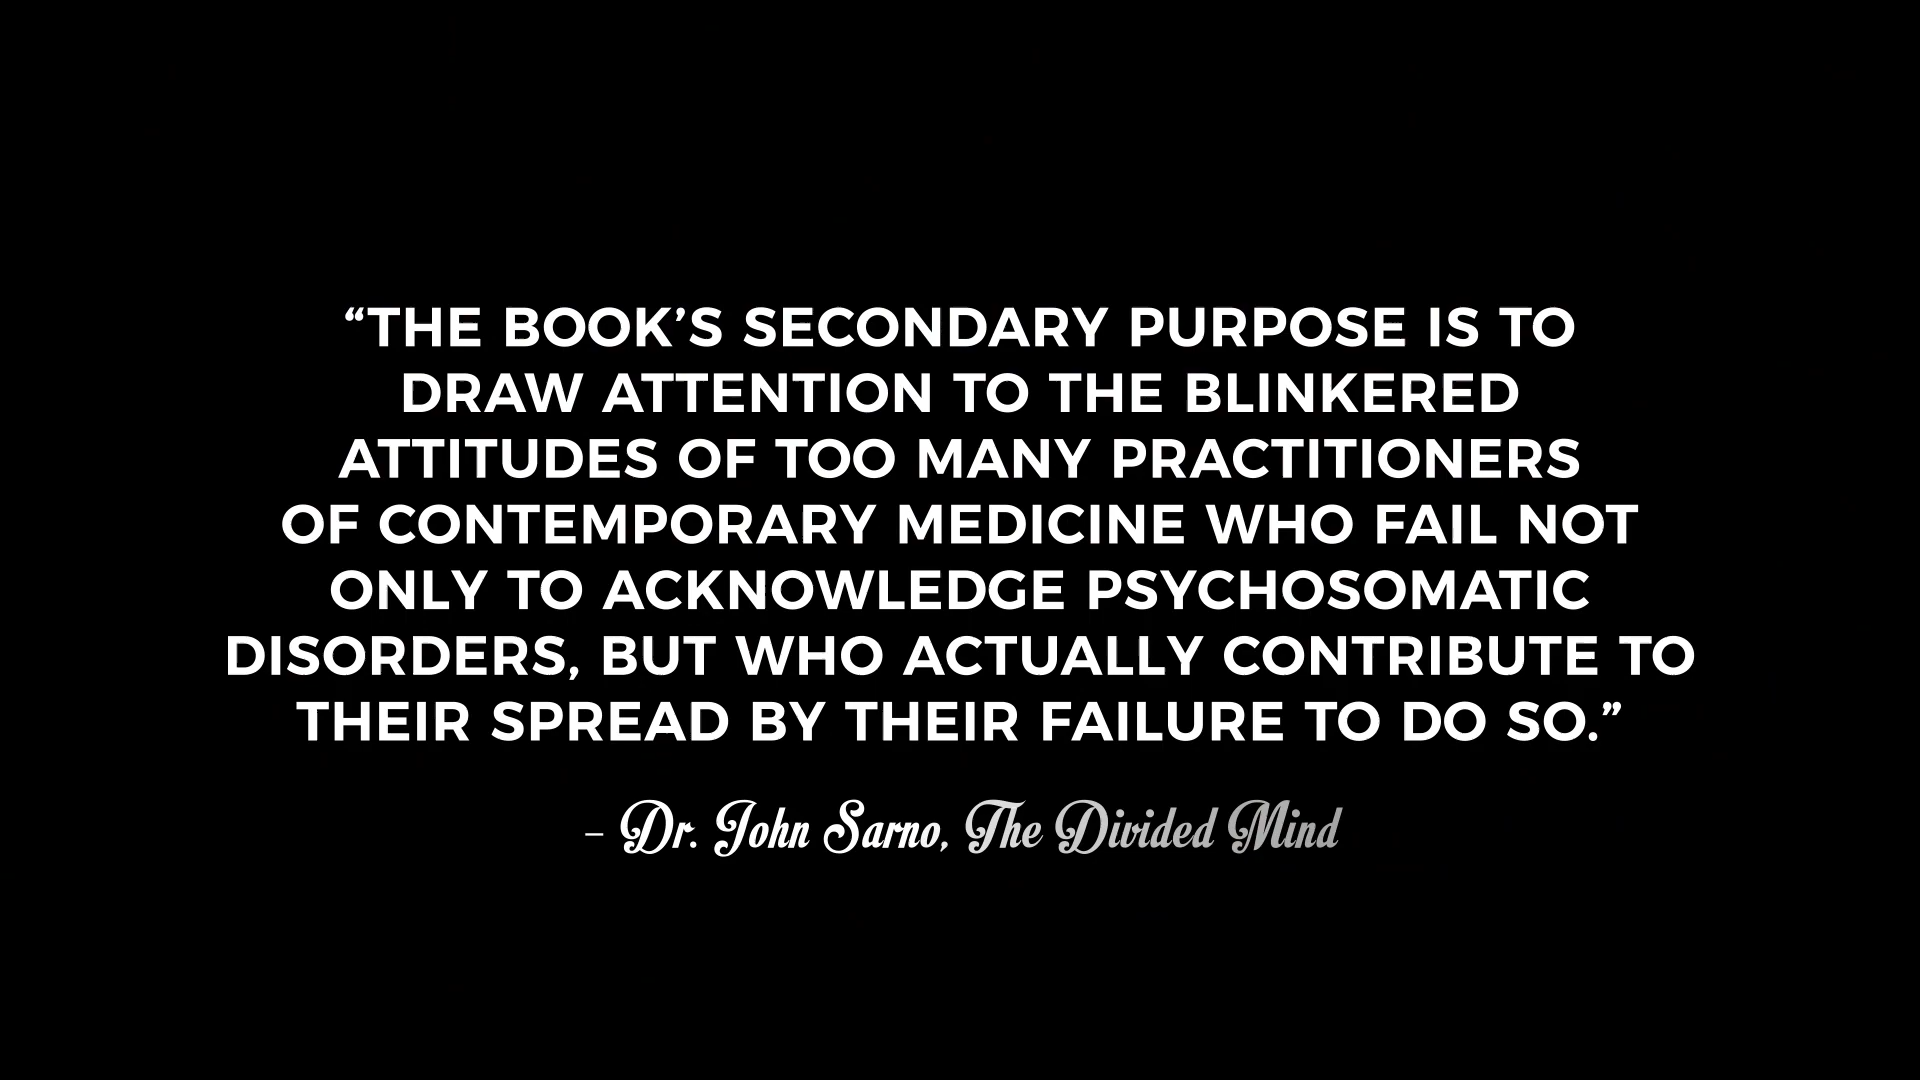 “THE BOOK’S SECONDARY PURPOSE IS TO
DRAW ATTENTION TO THE BLINKERED
ATTITUDES OF TOO MANY PRACTITIONERS
OF CONTEMPORARY MEDICINE WHO FAIL NOT
ONLY TO ACKNOWLEDGE PSYCHOSOMATIC
DISORDERS, BUT WHO ACTUALLY CONTRIBUTE TO
THEIR SPREAD BY THEIR FAILURE TO DO SO.”
– Dr. John Sarno, The Divided Mind